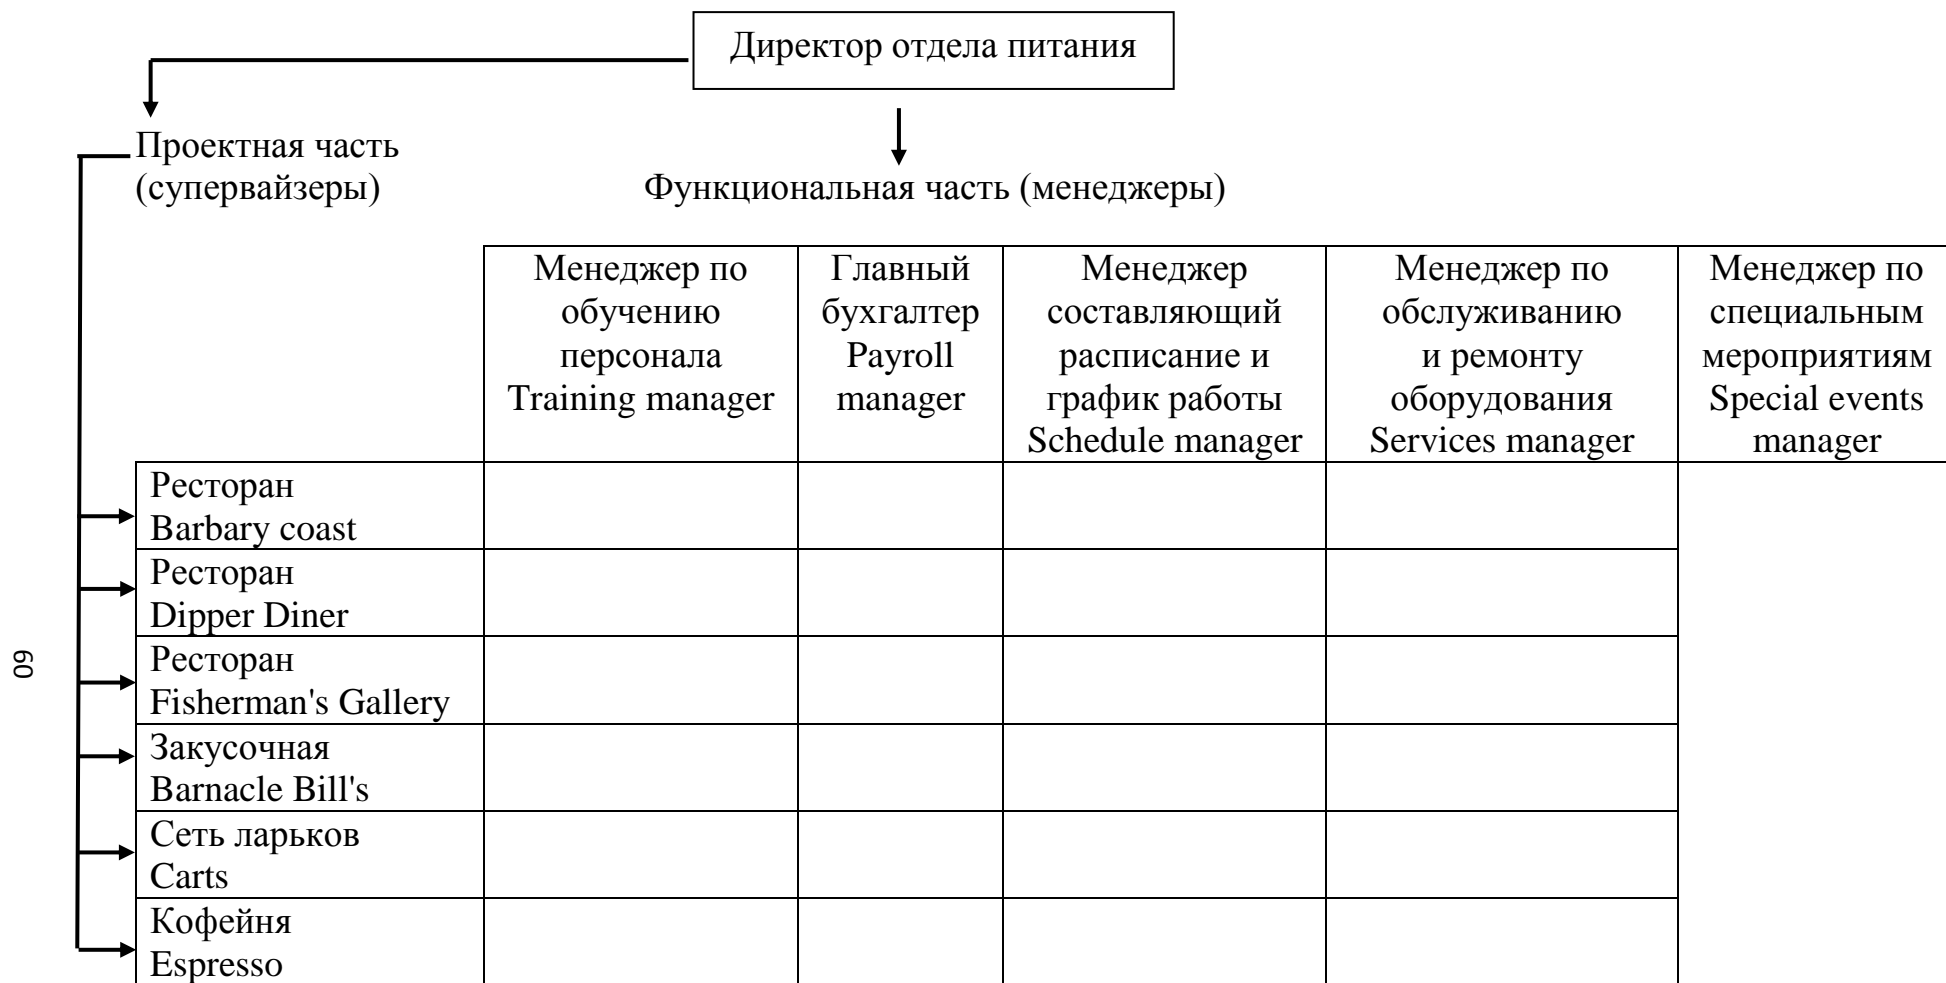 Директор отдела питания
Проектная часть
(супервайзеры)
Функциональная часть (менеджеры)
Менеджер по
обучению
персонала
Training manager
Главный
бухгалтер
Payroll
manager
Менеджер
составляющий
расписание и
график работы
Schedule manager
Менеджер по
обслуживанию
и ремонту
оборудования
Services manager
Менеджер по
специальным
мероприятиям
Special events
manager
Ресторан
Barbary coast
Ресторан
Dipper Diner
Ресторан
Fisherman's Gallery
Закусочная
Barnacle Bill's
Сеть ларьков
Carts
Кофейня
Espresso
60